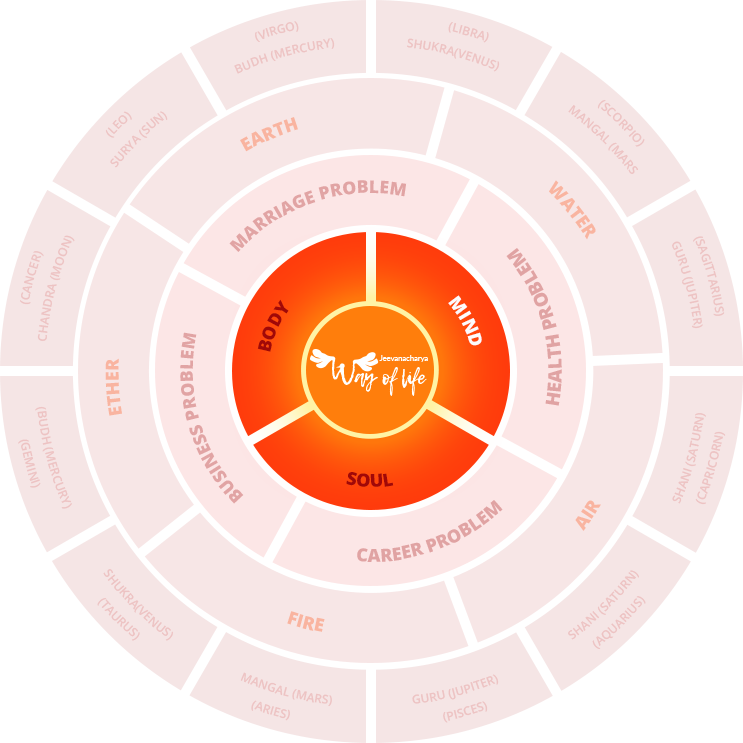 (VIRGO)
BUDH (MERCURY)
(LIBRA)
SHUKRA(VENUS)
(SCORPIO)
MANGAL (MARS
(SAGITTARIUS)
GURU (JUPITER)
SHANI (SATURN)
(CAPRICORN)
SHANI (SATURN)
(AQUARIUS)
GURU (JUPITER)
(PISCES)
MANGAL (MARS)
(ARIES)
SHUKRA(VENUS)
(TAURUS)
(BUDH (MERCURY)
(GEMINI)
(CANCER)
CHANDRA (MOON)
(LEO)
SURYA (SUN)
EARTH
WATER
AIR
FIRE
ETHER
MARRIAGE PROBLEM
HEALTH PROBLEM
CAREER PROBLEM
BUSINESS PROBLEM
BODY
MIND
SOUL
Jeevanacharya
Way of life